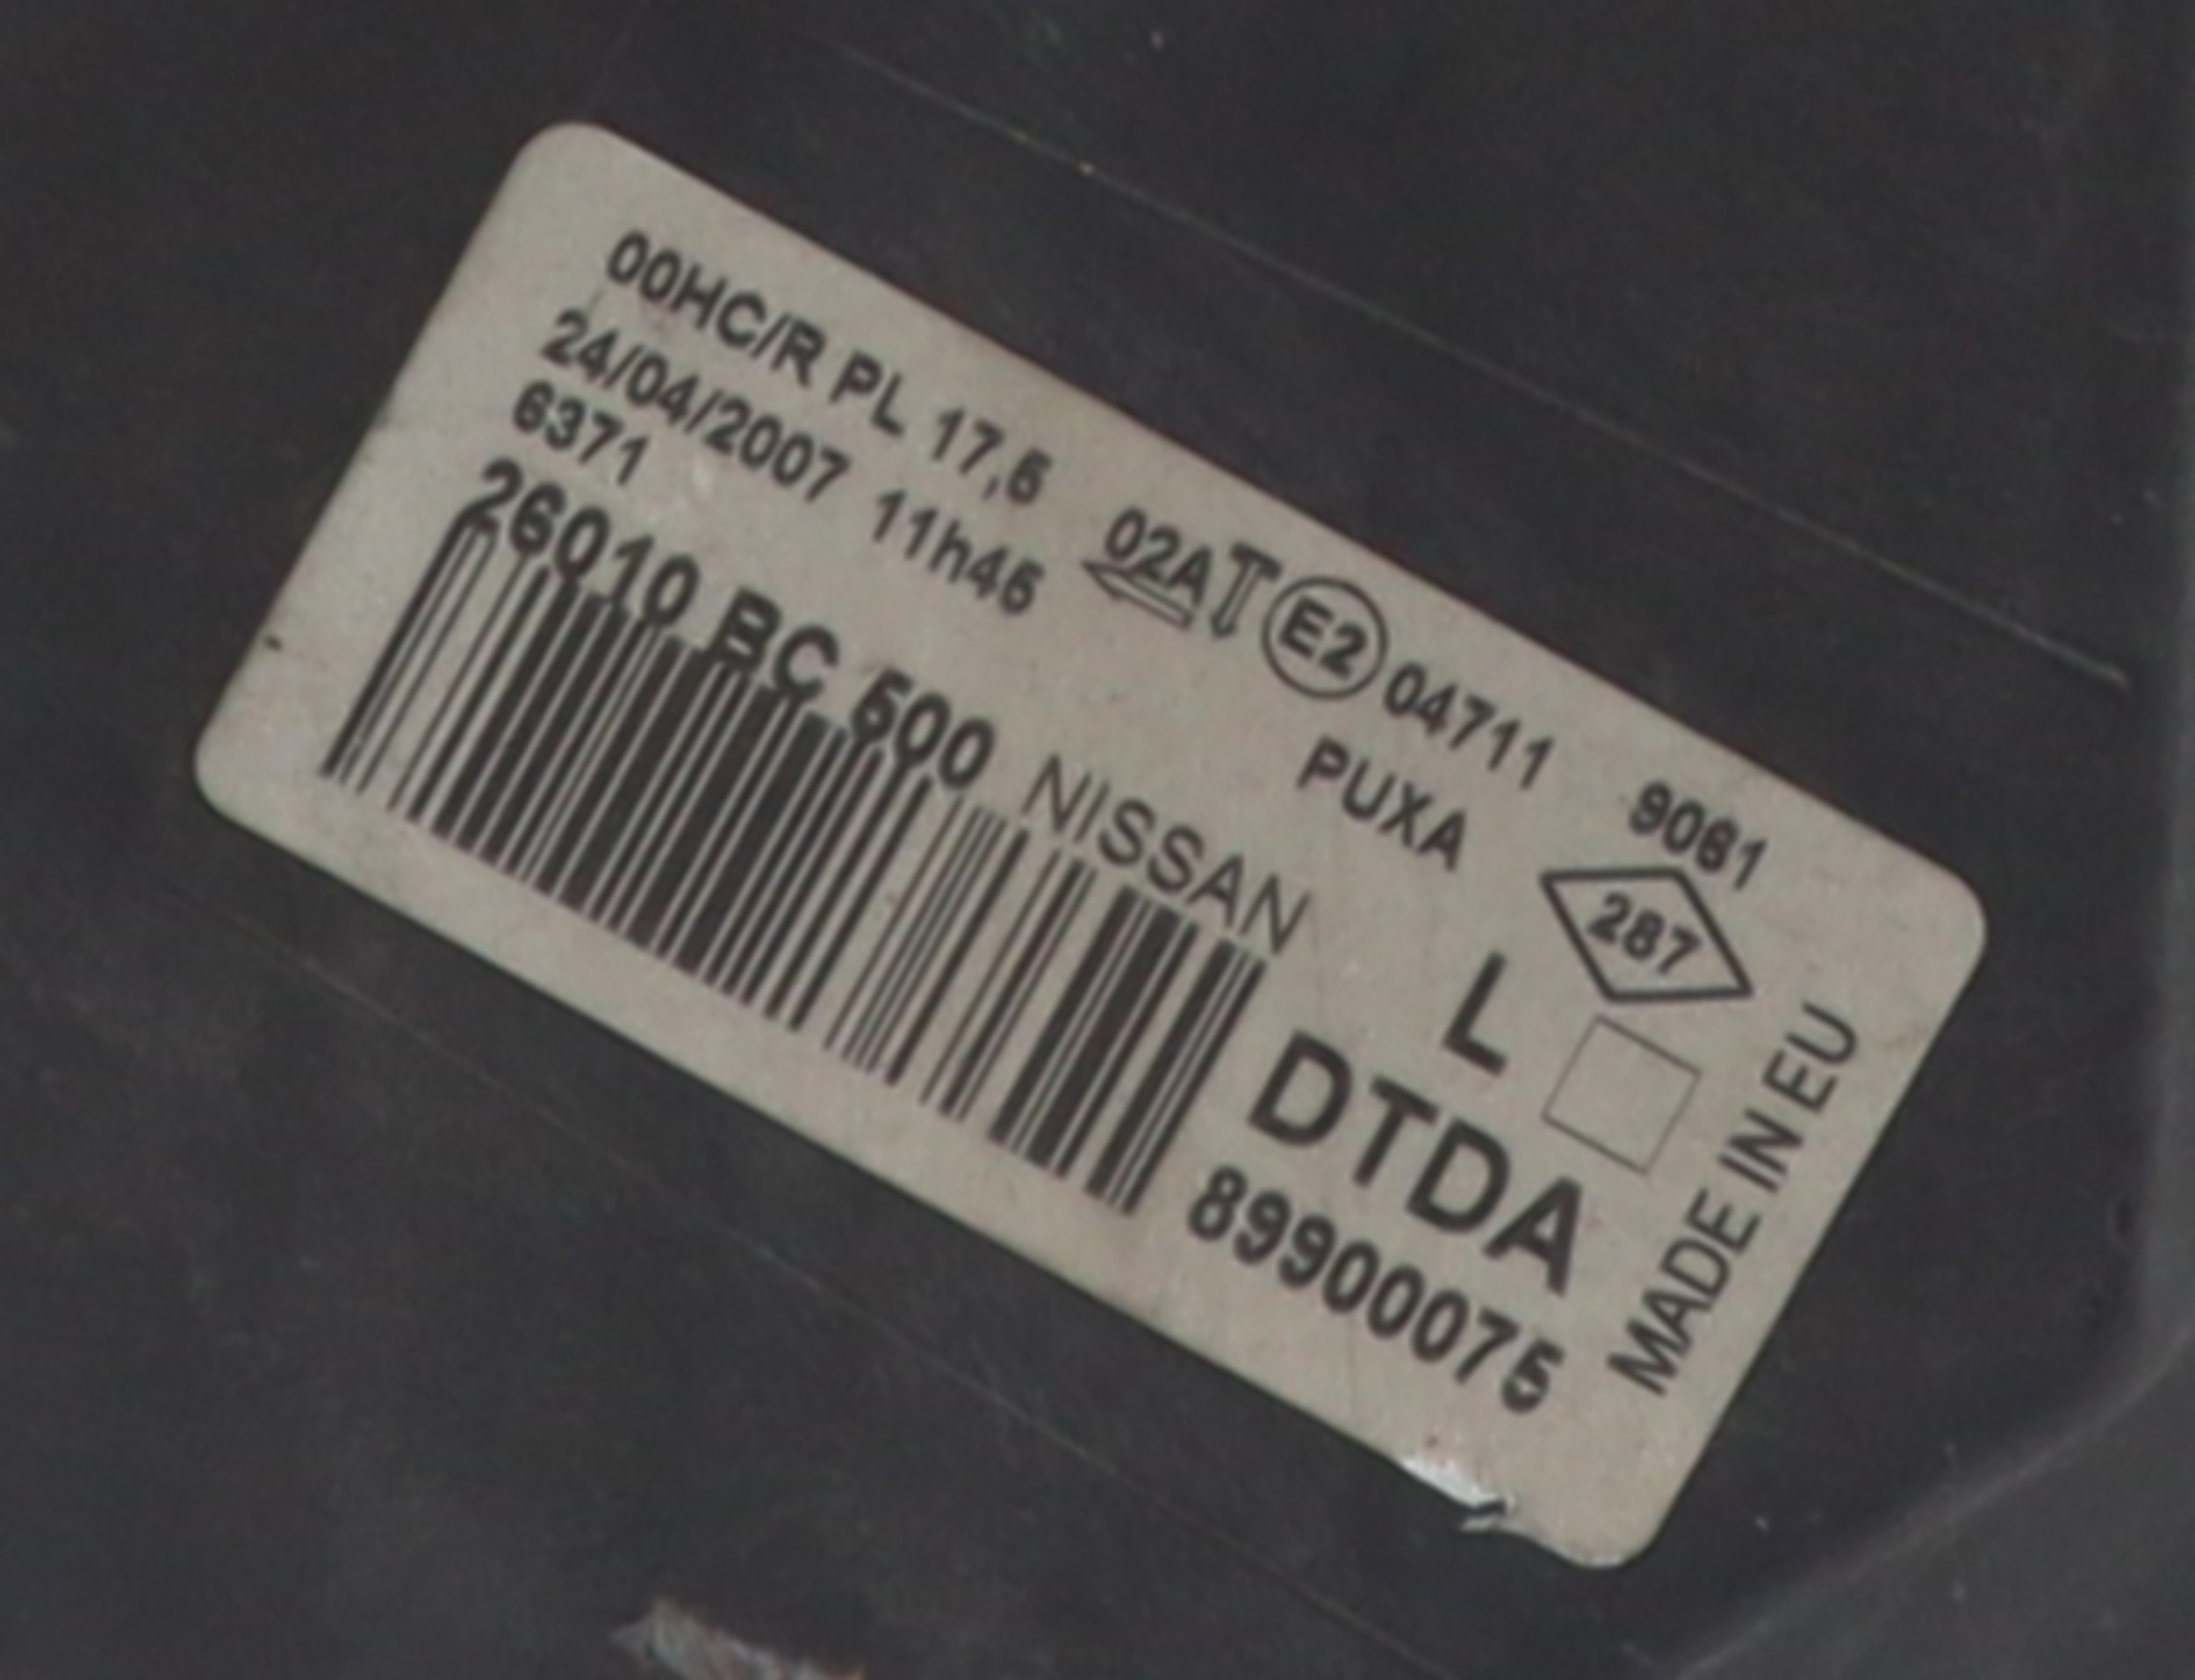 00HC/R PL 17,5 02A E2 04711 9061
24/04/2007 11h45 PUXA 287
6371
26010 BC 500 NISSAN L
DTDA
89900075
MADE IN EU